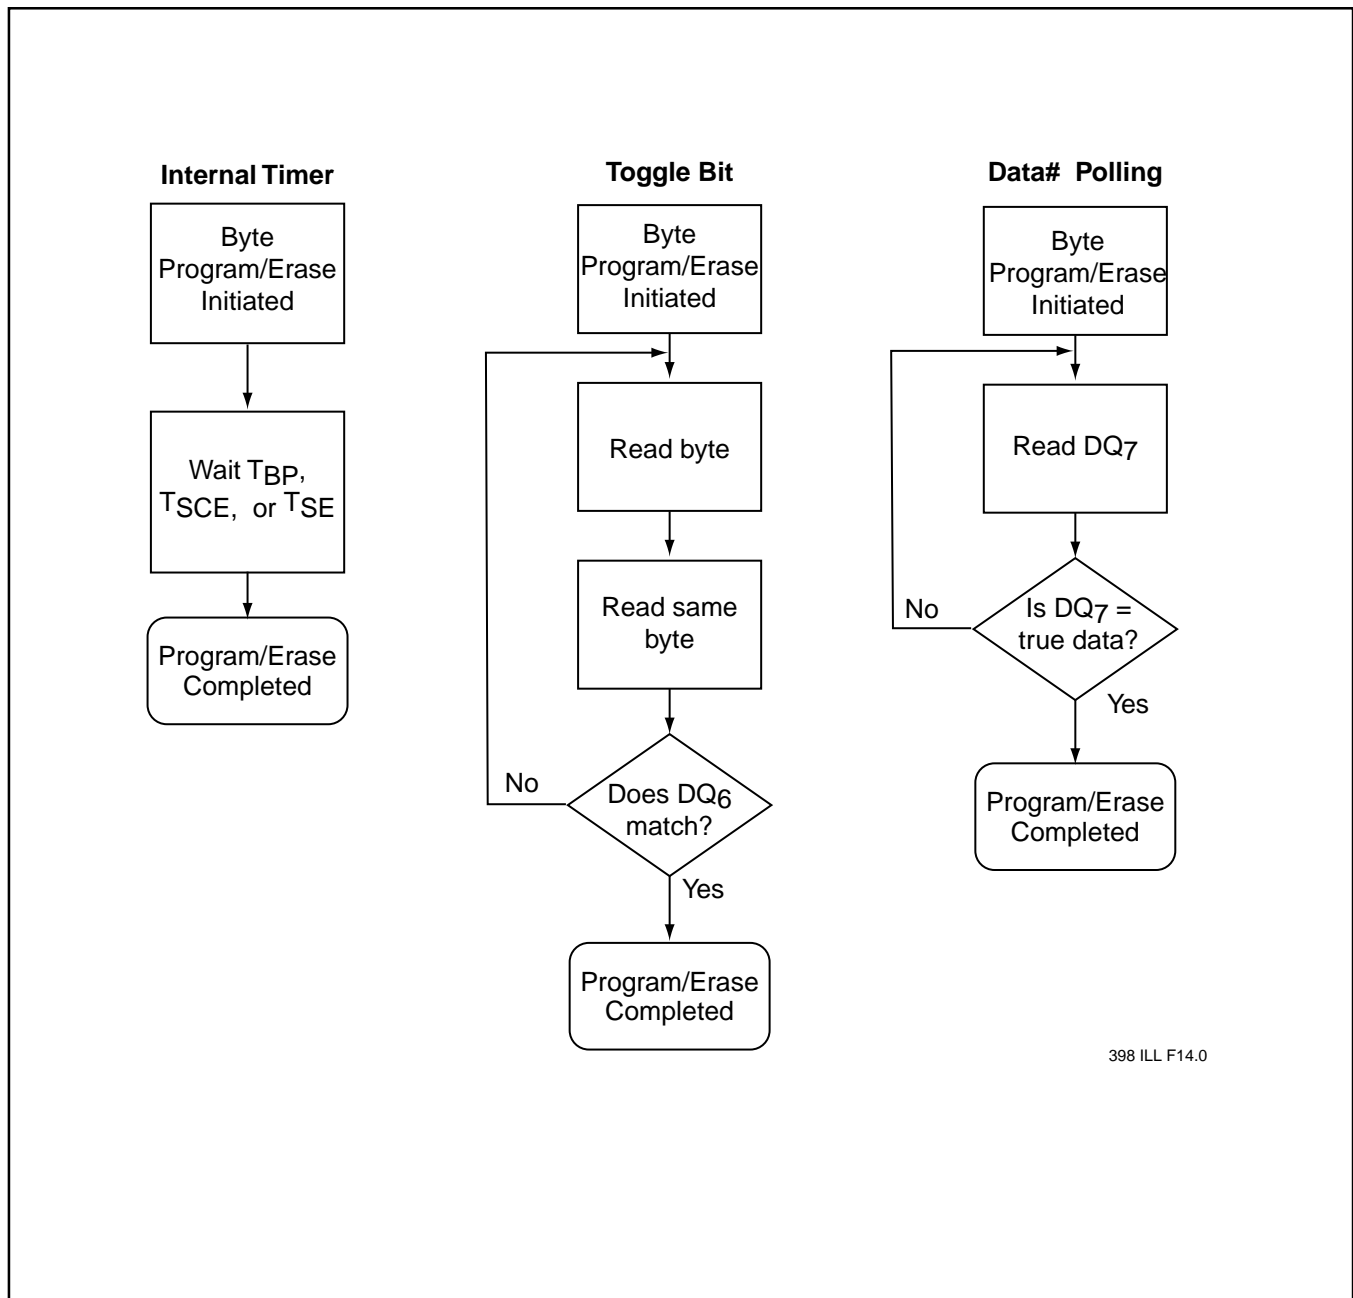 Internal Timer
Byte
Program/Erase
Initiated
Wait TBP,
TSCE, or TSE
Program/Erase
Completed
Toggle Bit
Byte
Program/Erase
Initiated
Read byte
Read same
byte
Does DQ6
match?
No
Yes
Program/Erase
Completed
Data# Polling
Byte
Program/Erase
Initiated
Read DQ7
Is DQ7 =
true data?
No
Yes
Program/Erase
Completed
398 ILL F14.0